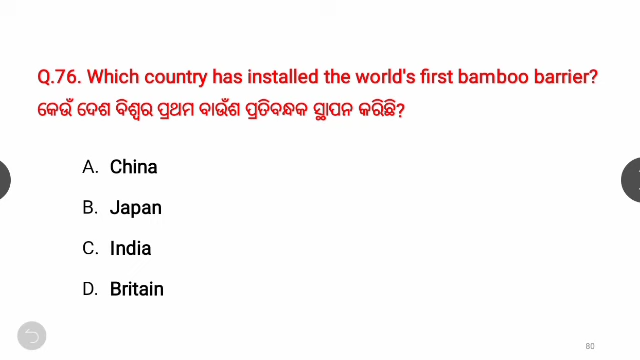 Q.76. Which country has installed the world's first bamboo barrier?
କେଉଁ ଦେଶ ବିଶ୍ୱର ପ୍ରଥମ ବାଉଁଶ ପ୍ରତିବନ୍ଧକ ସ୍ଥାପନ କରିଛି?
A. China
B. Japan
C. India
D. Britain
80